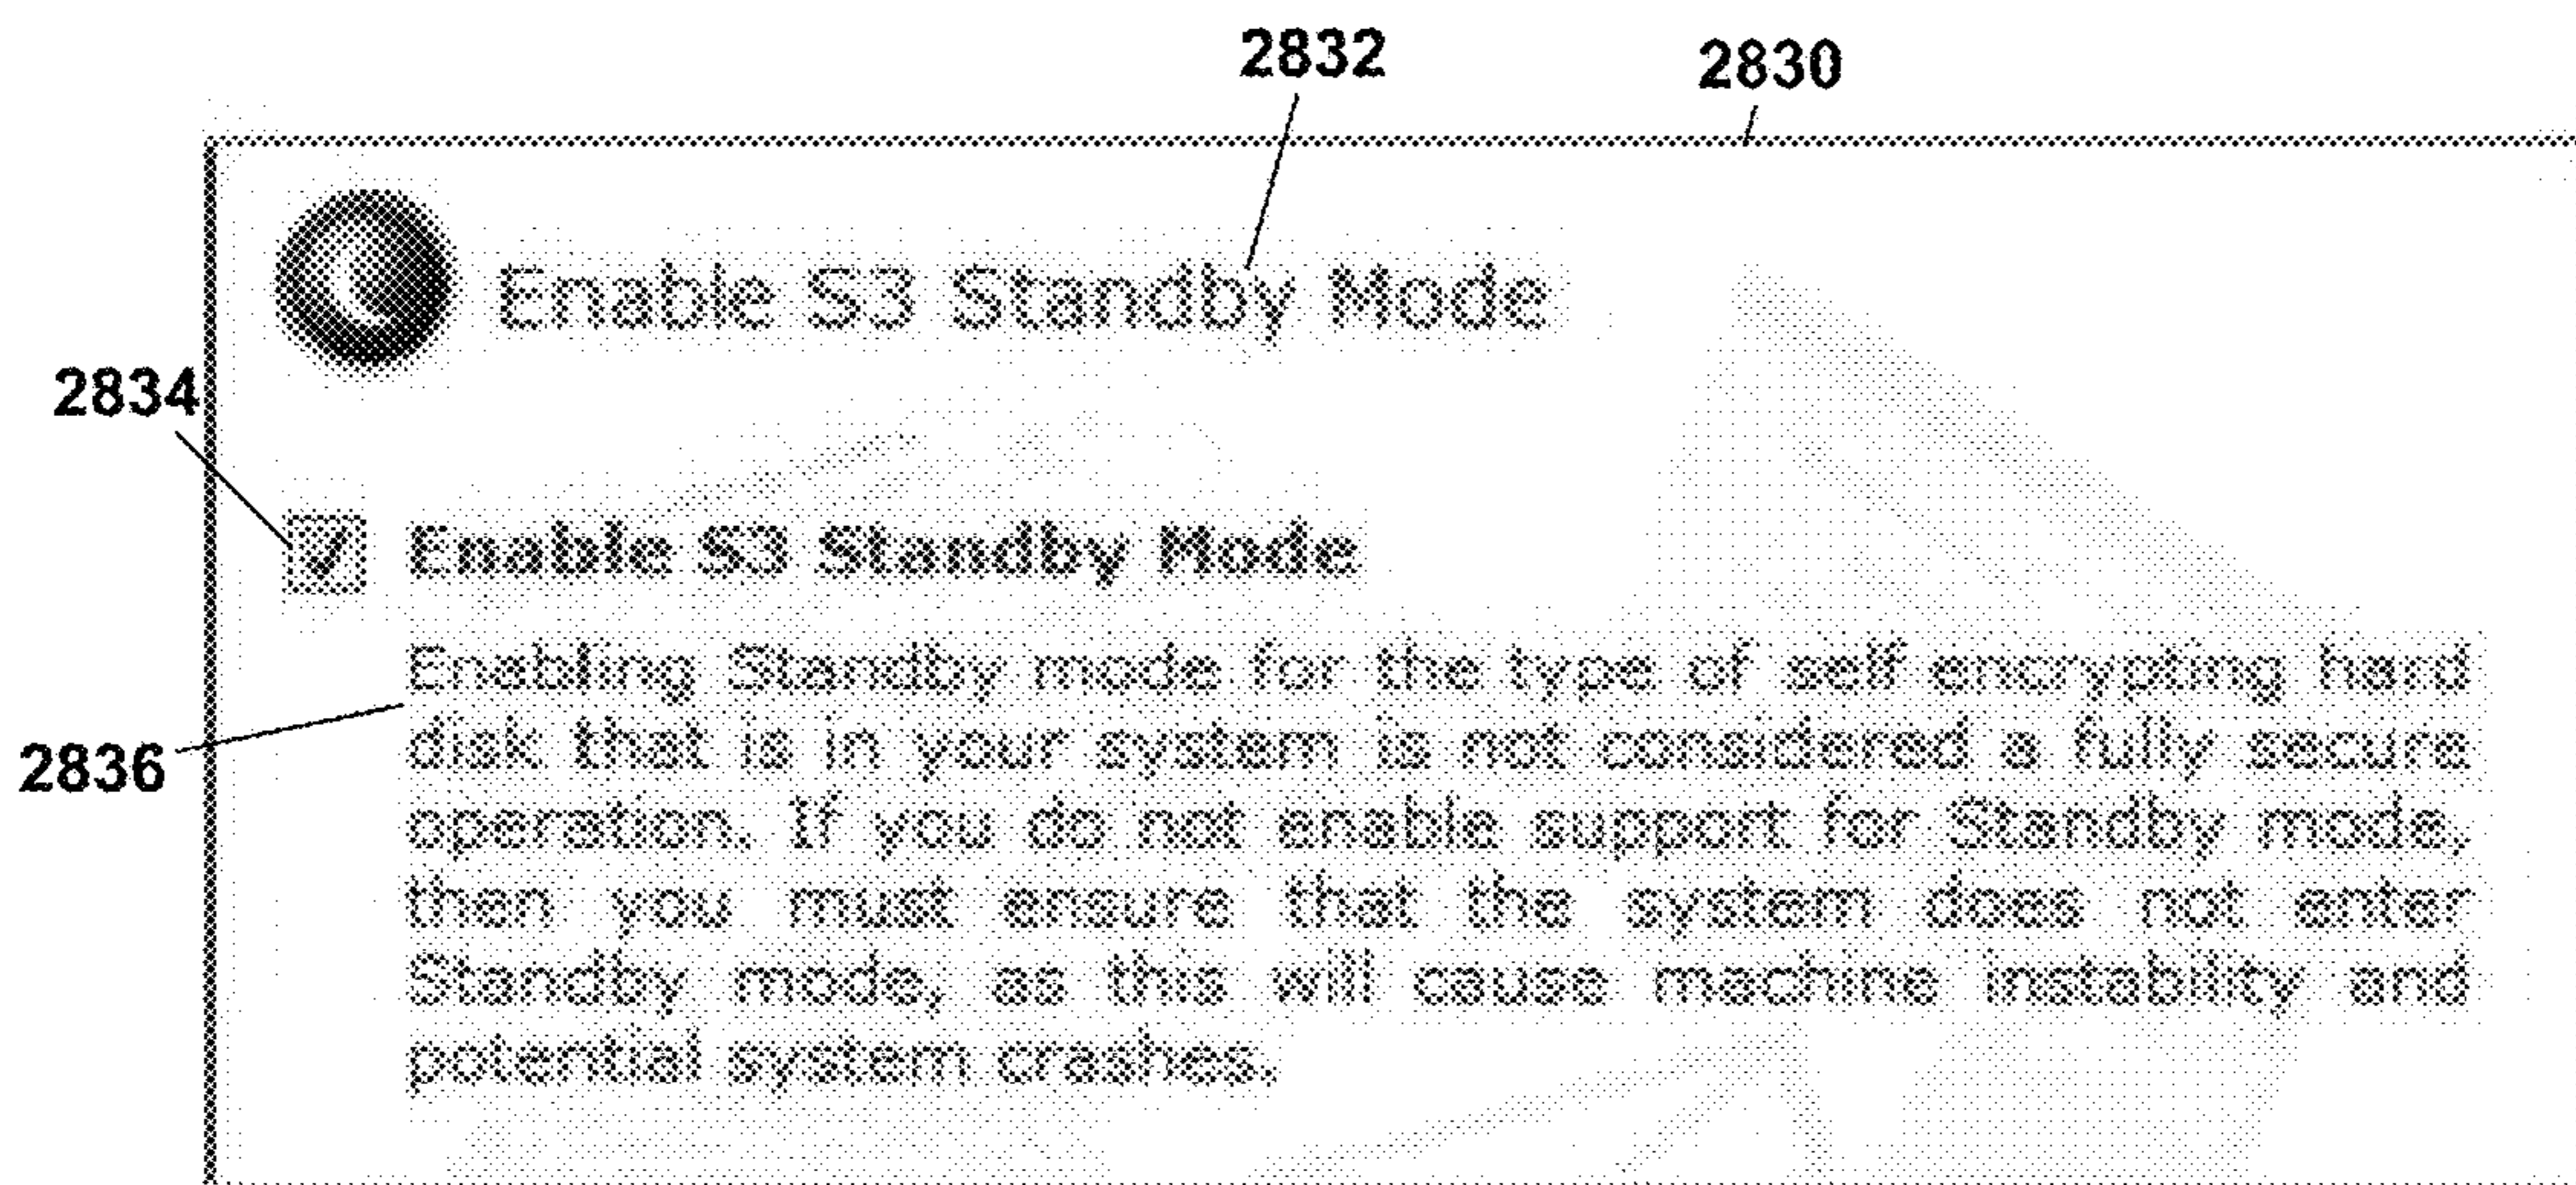 2832
2830
Enable S3 Standby Mode
2834
Enable S3 Standby Mode
Enabling Standby mode for the type of self encrypting hard
disk that is in your system is not considered a fully secure
2836
operation. If you do not enable support for Standby mode,
then you must ensure that the system does not enter
Standby mode, as this will cause machine instability and
potential system crashes.